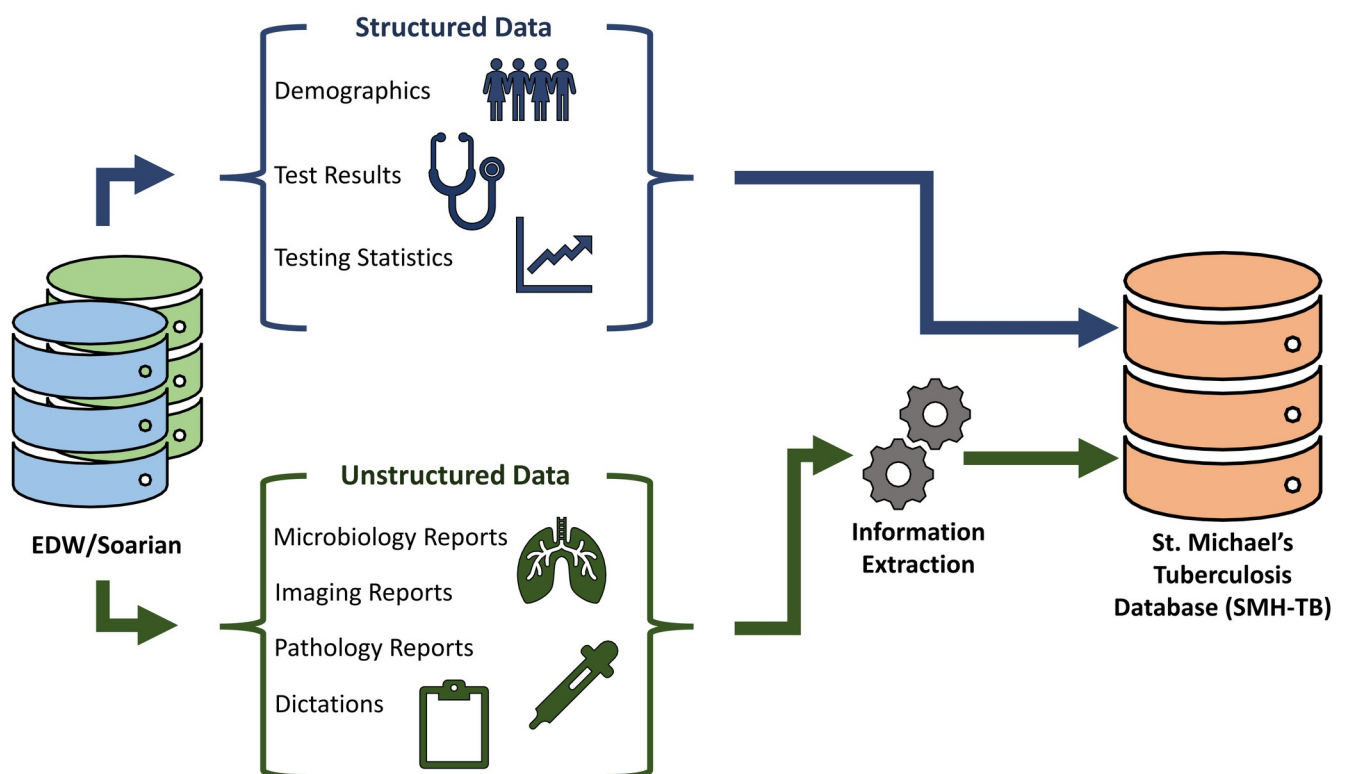 Structured Data
Demographics
Test Results
Testing Statistics
EDW/Soarian
Unstructured Data
Microbiology Reports
Imaging Reports
Pathology Reports
Dictations
Information
Extraction
St. Michael’s
Tuberculosis
Database (SMH-TB)